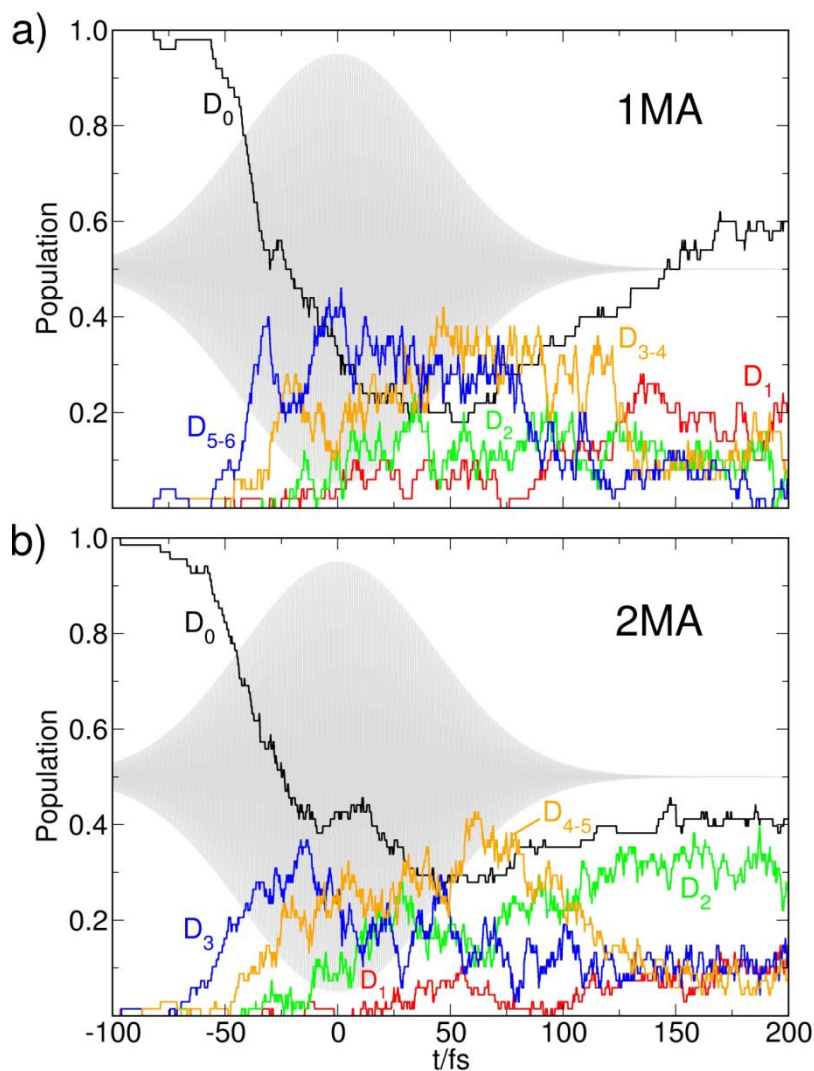 a)
1.0
0.8
0.6
0.4
0.2
Population
1MA
D₀
D₅₋₆
D₂
D₃₋₄
D₁
b)
1.0
0.8
0.6
0.4
0.2
Population
2MA
D₀
D₃
D₁
D₄₋₅
D₂
-100 -50 0 50 100 150 200
t/fs